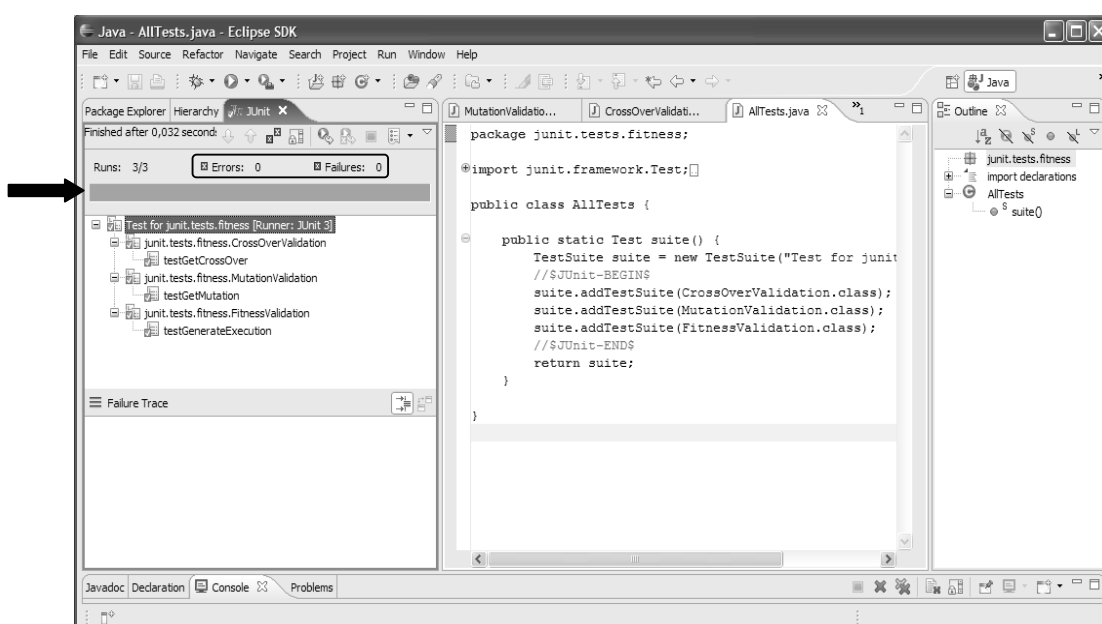 Java - AllTests.java - Eclipse SDK
File Edit Source Refactor Navigate Search Project Run Window Help
Java
Package Explorer Hierarchy JUnit
Finished after 0,032 second:
Runs: 3/3 Errors: 0 Failures: 0
Test for junit.tests.fitness [Runner: JUnit 3]
junit.tests.fitness.CrossOverValidation
testGetCrossOver
junit.tests.fitness.MutationValidation
testGetMutation
junit.tests.fitness.FitnessValidation
testGenerateExecution
Failure Trace
MutationValidatio... CrossOverValidati... AllTests.java »1
package junit.tests.fitness;
import junit.framework.Test;
public class AllTests {
public static Test suite() {
TestSuite suite = new TestSuite("Test for junit
//$JUnit-BEGIN$
suite.addTestSuite(CrossOverValidation.class);
suite.addTestSuite(MutationValidation.class);
suite.addTestSuite(FitnessValidation.class);
//$JUnit-END$
return suite;
}
}
Outline
junit.tests.fitness
import declarations
AllTests
S suite()
Javadoc Declaration Console Problems